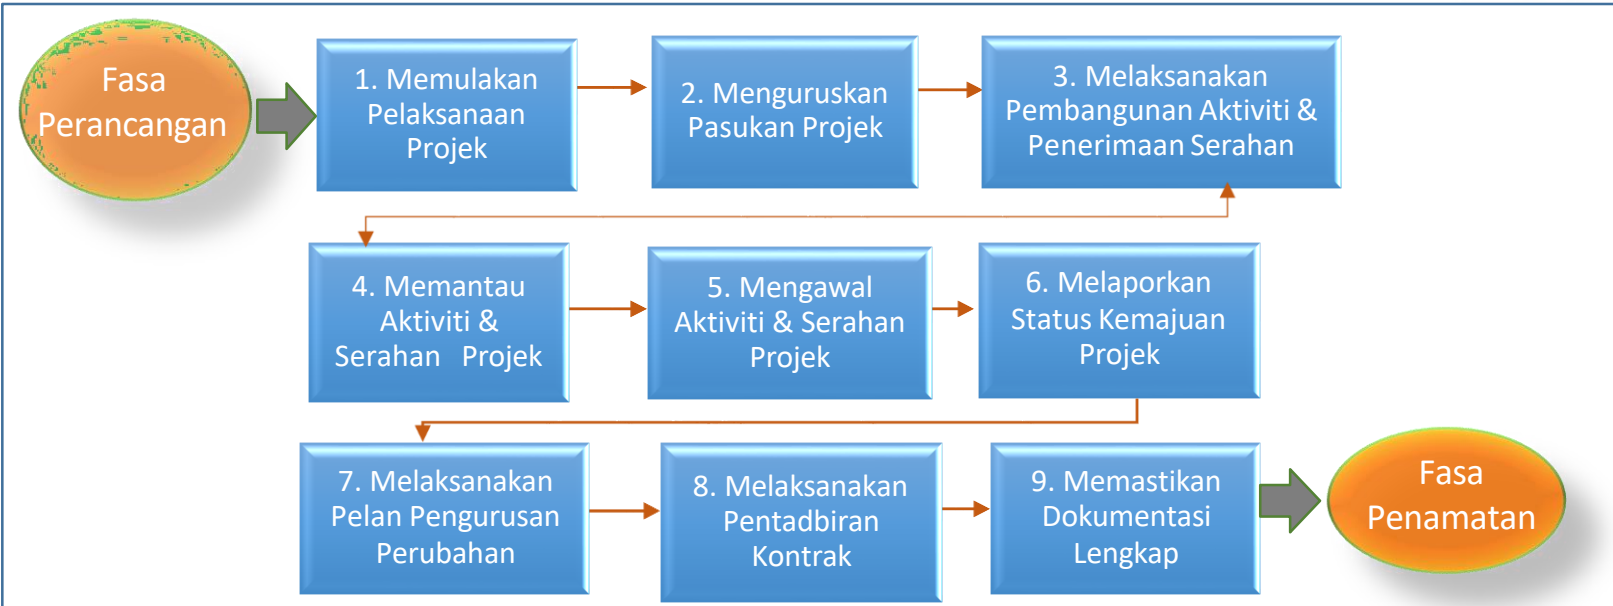 Fasa
Perancangan
1. Memulakan
Pelaksanaan
Projek
2. Menguruskan
Pasukan Projek
3. Melaksanakan
Pembangunan Aktiviti &
Penerimaan Serahan
4. Memantau
Aktiviti &
Serahan Projek
5. Mengawal
Aktiviti & Serahan
Projek
6. Melaporkan
Status Kemajuan
Projek
7. Melaksanakan
Pelan Pengurusan
Perubahan
8. Melaksanakan
Pentadbiran
Kontrak
9. Memastikan
Dokumentasi
Lengkap
Fasa
Penamatan